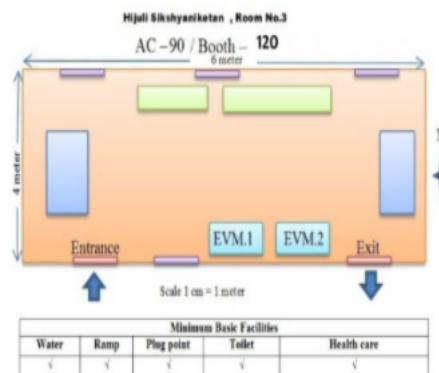 Hijuli Sikshyaniketan , Room No.3
AC -90 / Booth - 120
6 meter
4 meter
EVM.1 EVM.2
Entrance Exit
Scale 1 cm = 1 meter
Minimum Basic Facilities
Water Ramp Plug point Toilet Health care
√ √ √ √ √